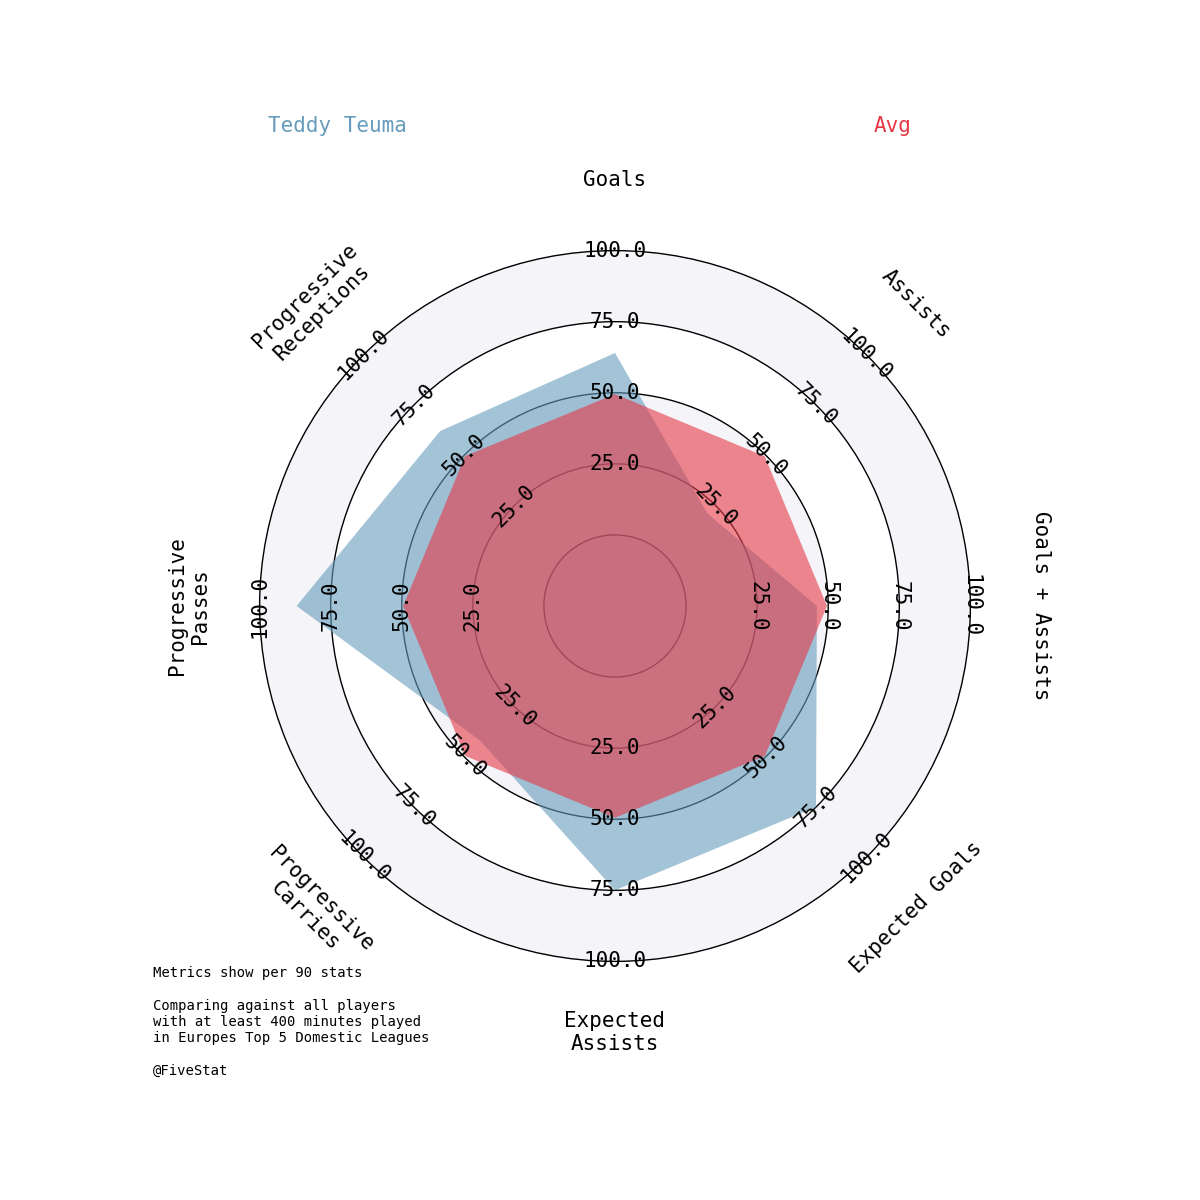 Teddy Teuma
Avg
Goals
Assists
Goals + Assists
Expected Goals
Expected
Assists
Progressive
Carries
Progressive
Passes
Progressive
Receptions
25.0
50.0
75.0
100.0
25.0
50.0
75.0
100.0
25.0
50.0
75.0
100.0
25.0
50.0
75.0
100.0
25.0
50.0
75.0
100.0
25.0
50.0
75.0
100.0
25.0
50.0
75.0
100.0
25.0
50.0
75.0
100.0
Metrics show per 90 stats
Comparing against all players
with at least 400 minutes played
in Europes Top 5 Domestic Leagues
@FiveStat